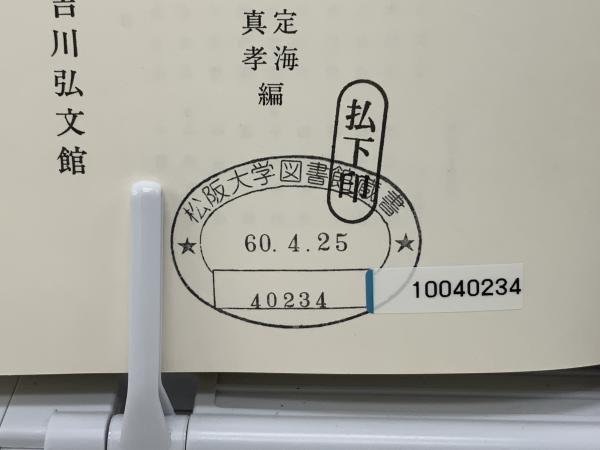 定海
真孝編
吉川弘文館
払下印
松阪大学図書館蔵書
★ 60.4.25 ★
40234
10040234